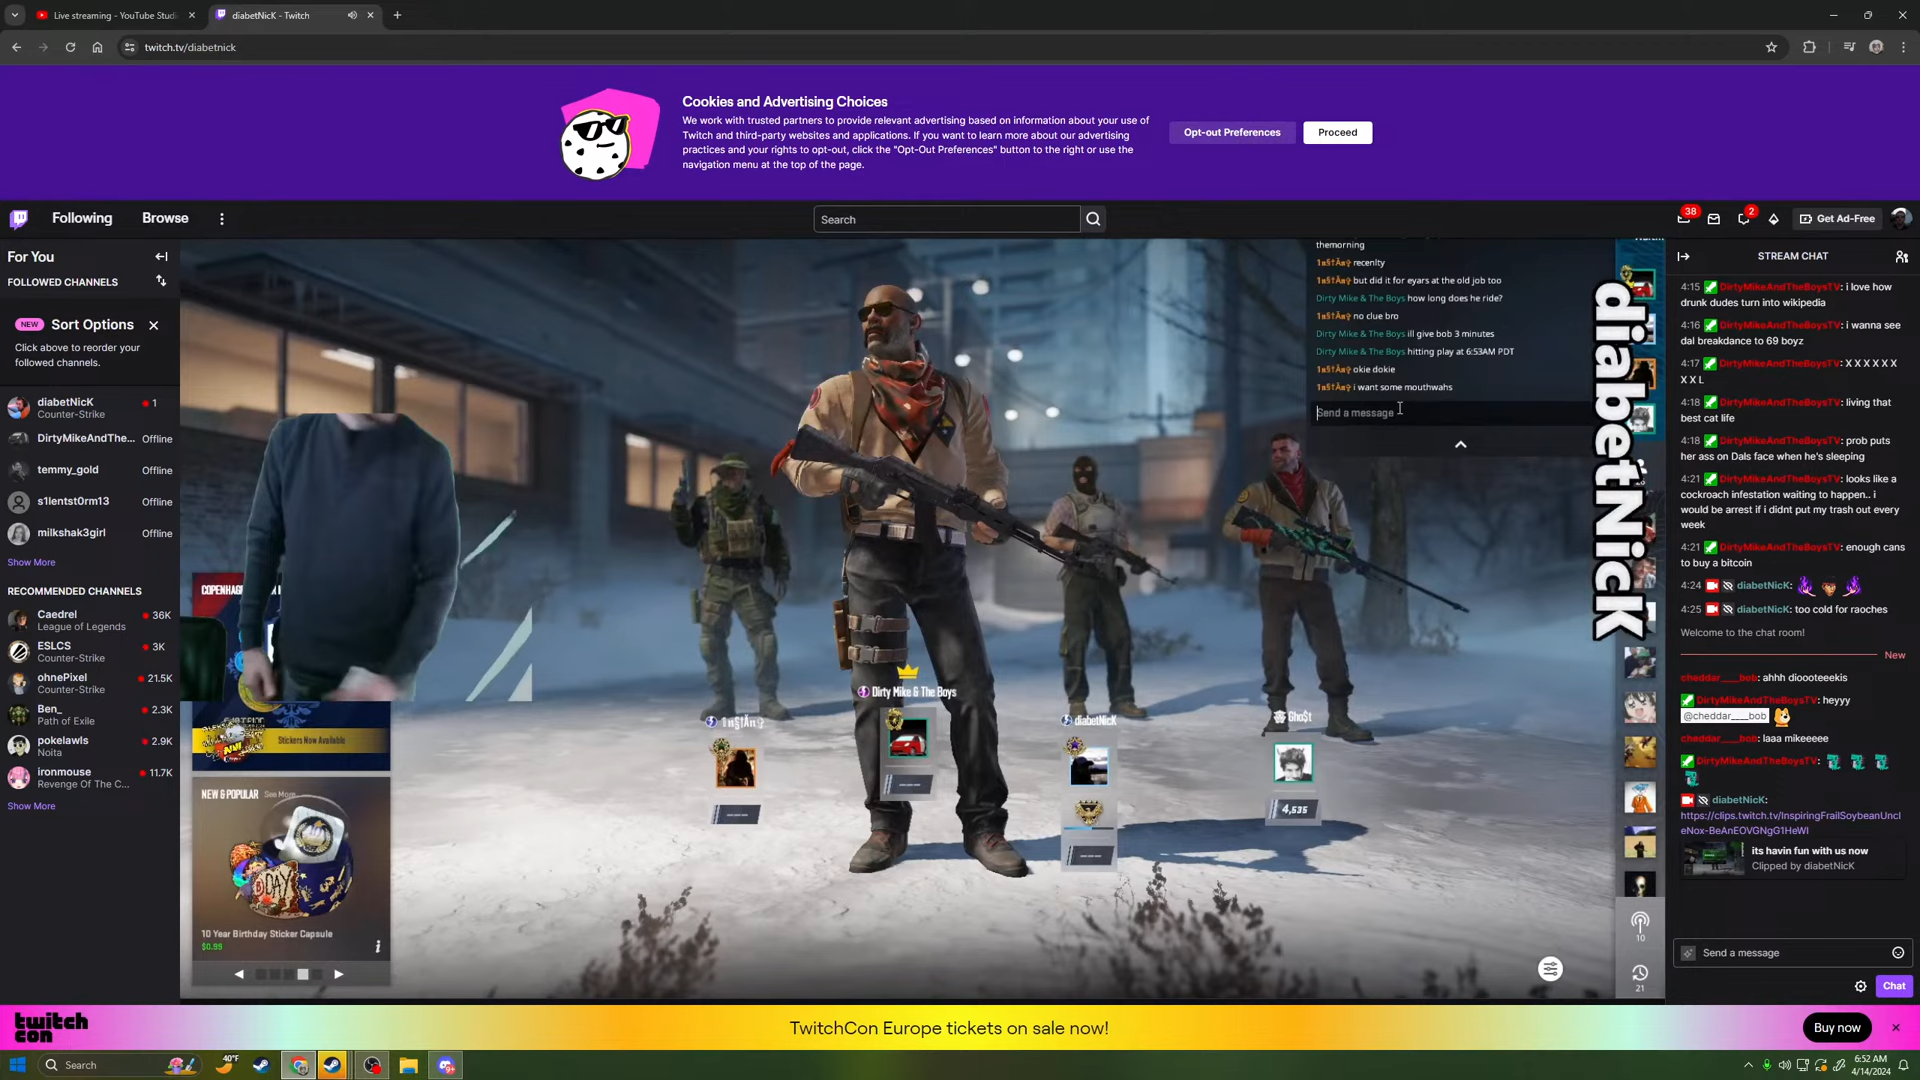 Live streaming - YouTube Studi
diabetNicK - Twitch
twitch.tv/diabetnick
Cookies and Advertising Choices
We work with trusted partners to provide relevant advertising based on information about your use of
Twitch and third-party websites and applications. If you want to learn more about our advertising
practices and your rights to opt-out, click the "Opt-Out Preferences" button to the right or use the
navigation menu at the top of the page.
Opt-out Preferences
Proceed
Following
Browse
Search
38
2
Get Ad-Free
For You
FOLLOWED CHANNELS
NEW
Sort Options
Click above to reorder your
followed channels.
diabetNicK
1
Counter-Strike
DirtyMikeAndThe...
Offline
temmy_gold
Offline
s1lentst0rm13
Offline
milkshak3girl
Offline
Show More
RECOMMENDED CHANNELS
Caedrel
36K
League of Legends
ESLCS
3K
Counter-Strike
ohnePixel
21.5K
Counter-Strike
Ben_
2.3K
Path of Exile
pokelawls
2.9K
Noita
ironmouse
11.7K
Revenge Of The C...
Show More
themorning
recenlty
but did it for eyars at the old job too
Dirty Mike & The Boys how long does he ride?
no clue bro
Dirty Mike & The Boys ill give bob 3 minutes
Dirty Mike & The Boys hitting play at 6:53AM PDT
okie dokie
i want some mouthwahs
Send a message
diabetNicK
COPENHAG
Stickers Now Available
NEW & POPULAR
See More
10 Year Birthday Sticker Capsule
$0.99
Dirty Mike & The Boys
diabetNicK
Gho$t
4,535
10
21
STREAM CHAT
4:15 DirtyMikeAndTheBoysTV: i love how
drunk dudes turn into wikipedia
4:16 DirtyMikeAndTheBoysTV: i wanna see
dal breakdance to 69 boyz
4:17 DirtyMikeAndTheBoysTV: X X X X X X
X X L
4:18 DirtyMikeAndTheBoysTV: living that
best cat life
4:18 DirtyMikeAndTheBoysTV: prob puts
her ass on Dals face when he's sleeping
4:21 DirtyMikeAndTheBoysTV: looks like a
cockroach infestation waiting to happen.. i
would be arrest if i didnt put my trash out every
week
4:21 DirtyMikeAndTheBoysTV: enough cans
to buy a bitcoin
4:24 diabetNicK:
4:25 diabetNicK: too cold for raoches
Welcome to the chat room!
New
cheddar____bob: ahhh diooteeekis
DirtyMikeAndTheBoysTV: heyyy
@cheddar____bob
cheddar____bob: laaa mikeeeee
DirtyMikeAndTheBoysTV:
diabetNicK:
https://clips.twitch.tv/InspiringFrailSoybeanUncl
eNox-BeAnEOVGNgG1HeWI
its havin fun with us now
Clipped by diabetNicK
Send a message
Chat
twitch
con
TwitchCon Europe tickets on sale now!
Buy now
Search
40°F
6:52 AM
4/14/2024